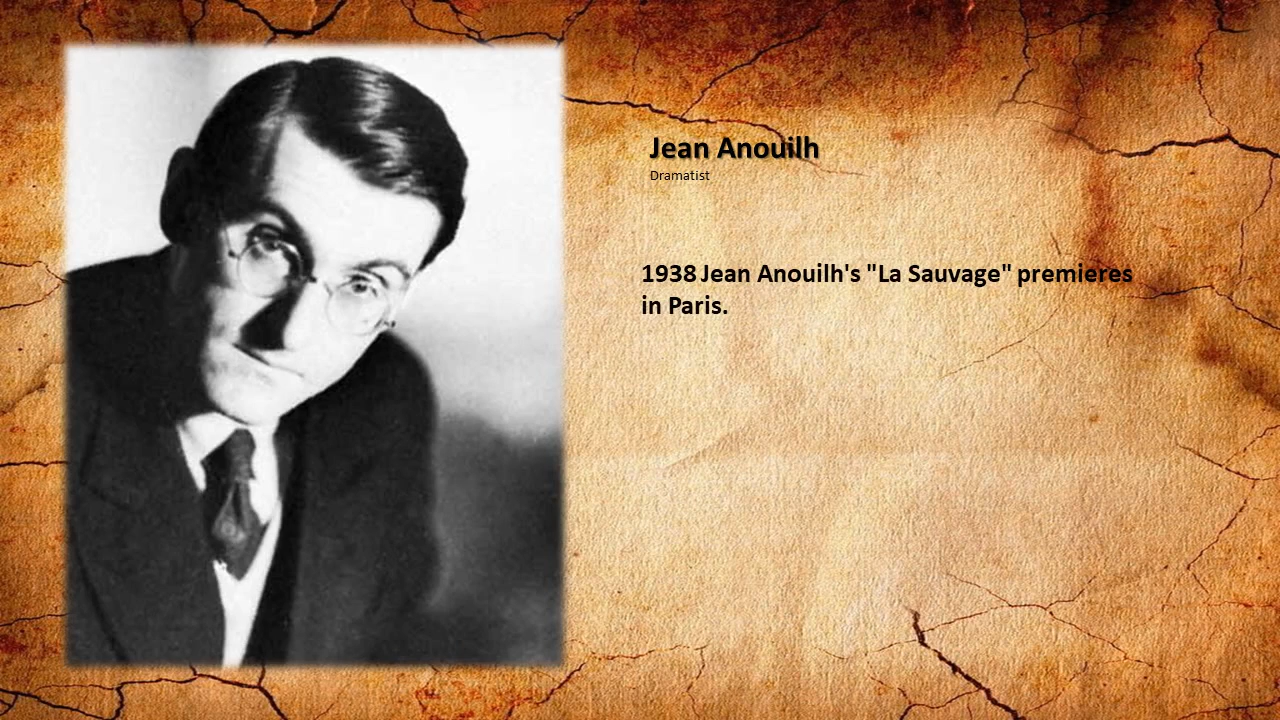 Jean Anouilh
Dramatist
1938 Jean Anouilh's "La Sauvage" premieres
in Paris.